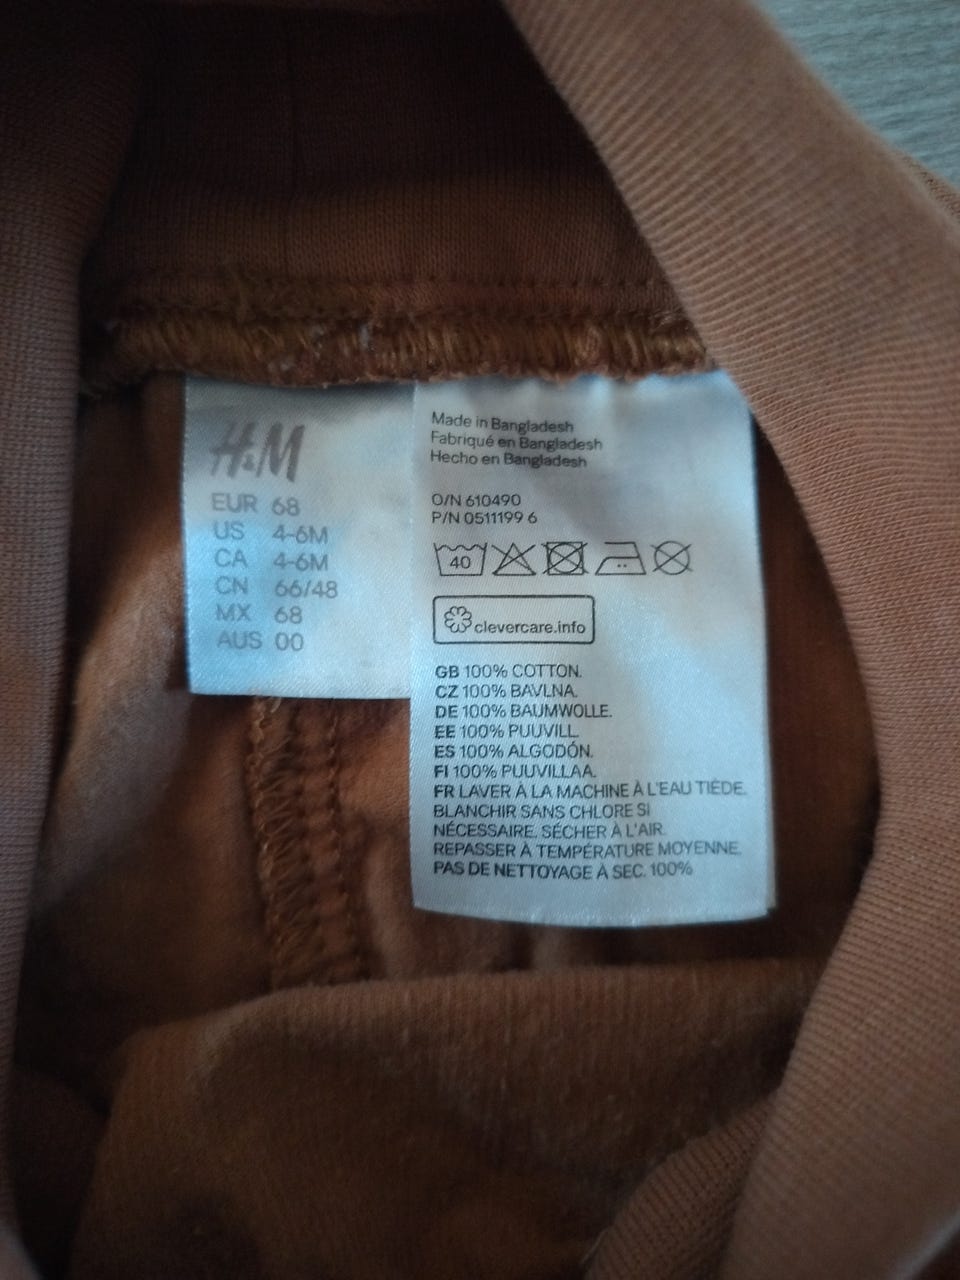 H&M
EUR 68
US 4-6M
CA 4-6M
CN 66/48
MX 68
AUS 00
Made in Bangladesh
Fabriqué en Bangladesh
Hecho en Bangladesh
O/N 610490
P/N 0511199 6
40
clevercare.info
GB 100% COTTON.
CZ 100% BAVLNA.
DE 100% BAUMWOLLE.
EE 100% PUUVILL.
ES 100% ALGODÓN.
FI 100% PUUVILLAA.
FR LAVER À LA MACHINE À L'EAU TIÈDE.
BLANCHIR SANS CHLORE SI
NÉCESSAIRE. SÉCHER À L'AIR.
REPASSER À TEMPÉRATURE MOYENNE.
PAS DE NETTOYAGE À SEC. 100%